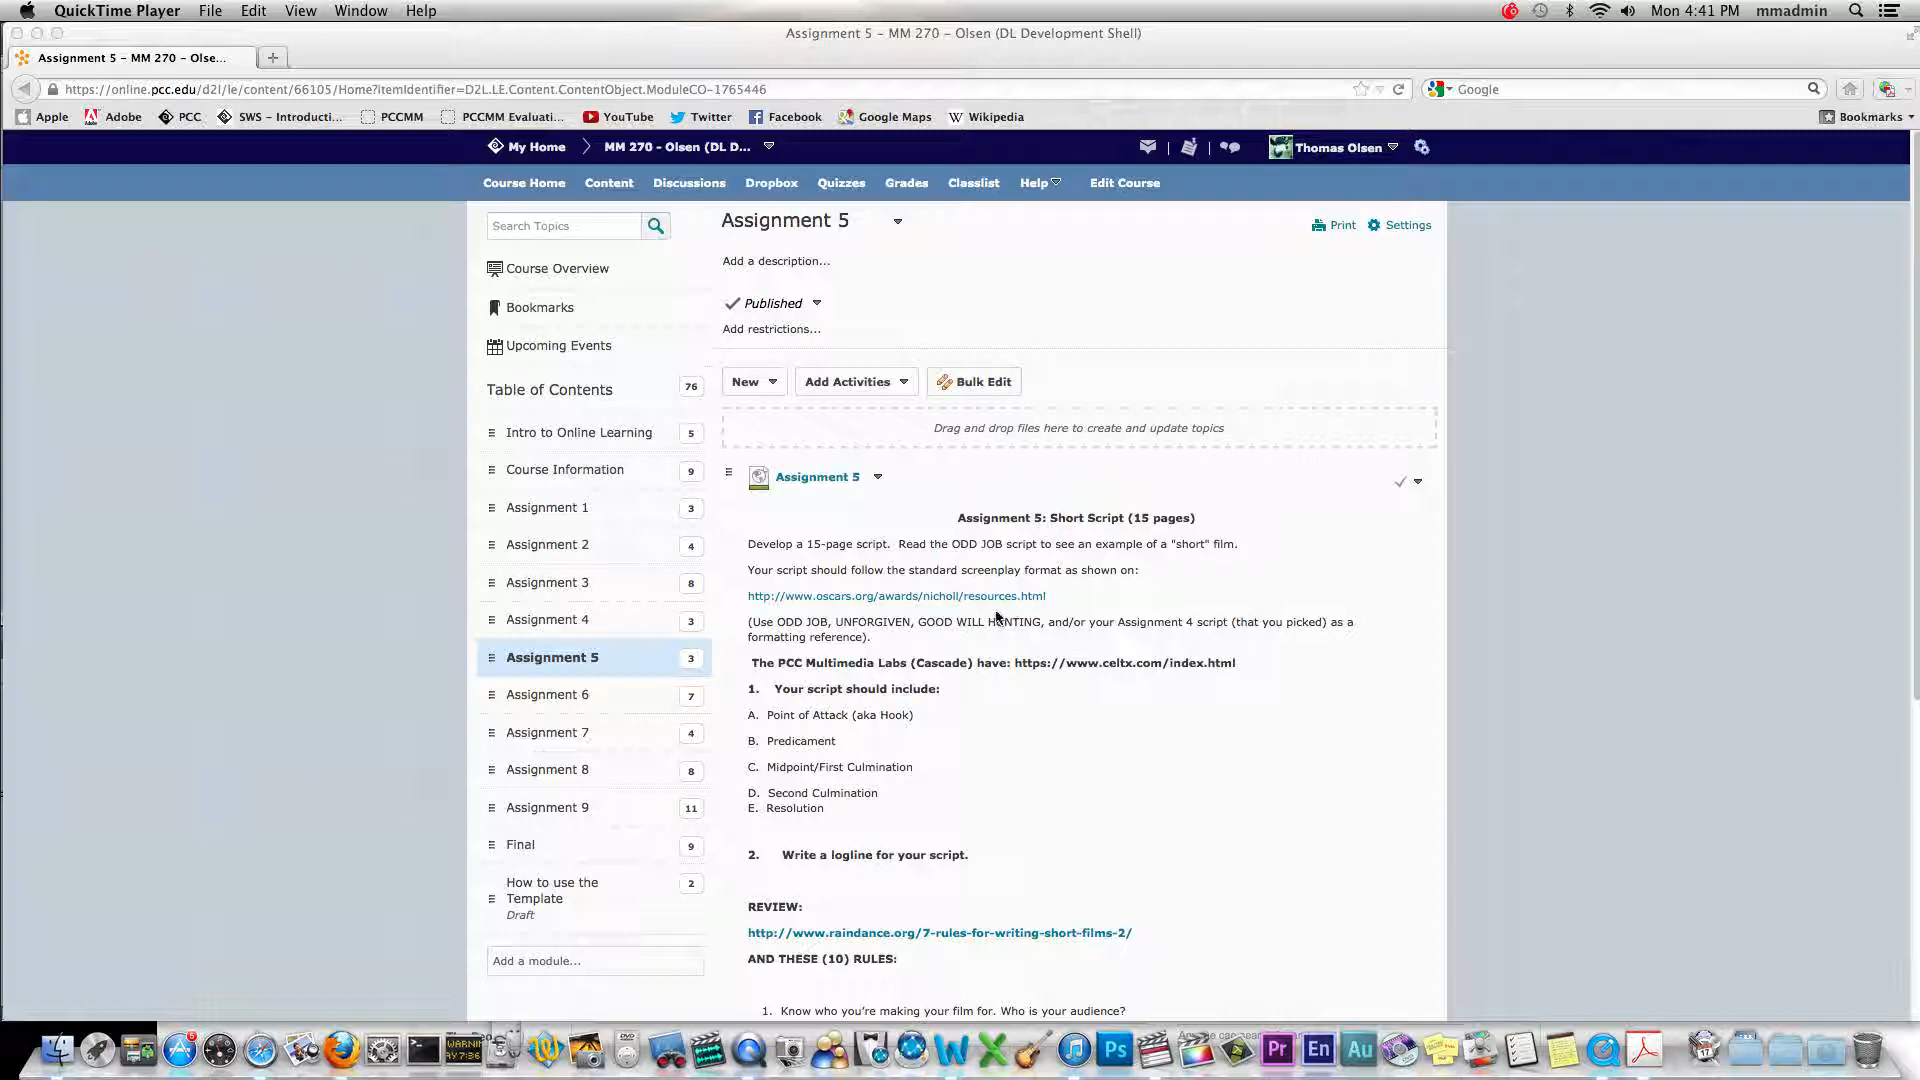 QuickTime Player File Edit View Window Help Mon 4:41 PM mmadmin
Assignment 5 – MM 270 – Olsen (DL Development Shell)
Assignment 5 – MM 270 – Olse...
https://online.pcc.edu/d2l/le/content/66105/Home?itemIdentifier=D2L.LE.Content.ContentObject.ModuleCO-1765446
Google
Apple Adobe PCC SWS – Introducti... PCCMM PCCMM Evaluati... YouTube Twitter Facebook Google Maps Wikipedia Bookmarks
My Home MM 270 - Olsen (DL D... Thomas Olsen
Course Home Content Discussions Dropbox Quizzes Grades Classlist Help Edit Course
Search Topics
Assignment 5
Print Settings
Add a description...
Course Overview
Published
Bookmarks
Add restrictions...
Upcoming Events
Table of Contents 76
New Add Activities Bulk Edit
Drag and drop files here to create and update topics
Intro to Online Learning 5
Course Information 9
Assignment 1 3
Assignment 2 4
Assignment 3 8
Assignment 4 3
Assignment 5 3
Assignment 6 7
Assignment 7 4
Assignment 8 8
Assignment 9 11
Final 9
How to use the 2
Template
Draft
Add a module...
Assignment 5
Assignment 5: Short Script (15 pages)
Develop a 15-page script. Read the ODD JOB script to see an example of a "short" film.
Your script should follow the standard screenplay format as shown on:
http://www.oscars.org/awards/nicholl/resources.html
(Use ODD JOB, UNFORGIVEN, GOOD WILL HUNTING, and/or your Assignment 4 script (that you picked) as a
formatting reference).
The PCC Multimedia Labs (Cascade) have: https://www.celtx.com/index.html
1. Your script should include:
A. Point of Attack (aka Hook)
B. Predicament
C. Midpoint/First Culmination
D. Second Culmination
E. Resolution
2. Write a logline for your script.
REVIEW:
http://www.raindance.org/7-rules-for-writing-short-films-2/
AND THESE (10) RULES:
1. Know who you're making your film for. Who is your audience?
Ps Pr En Au
17